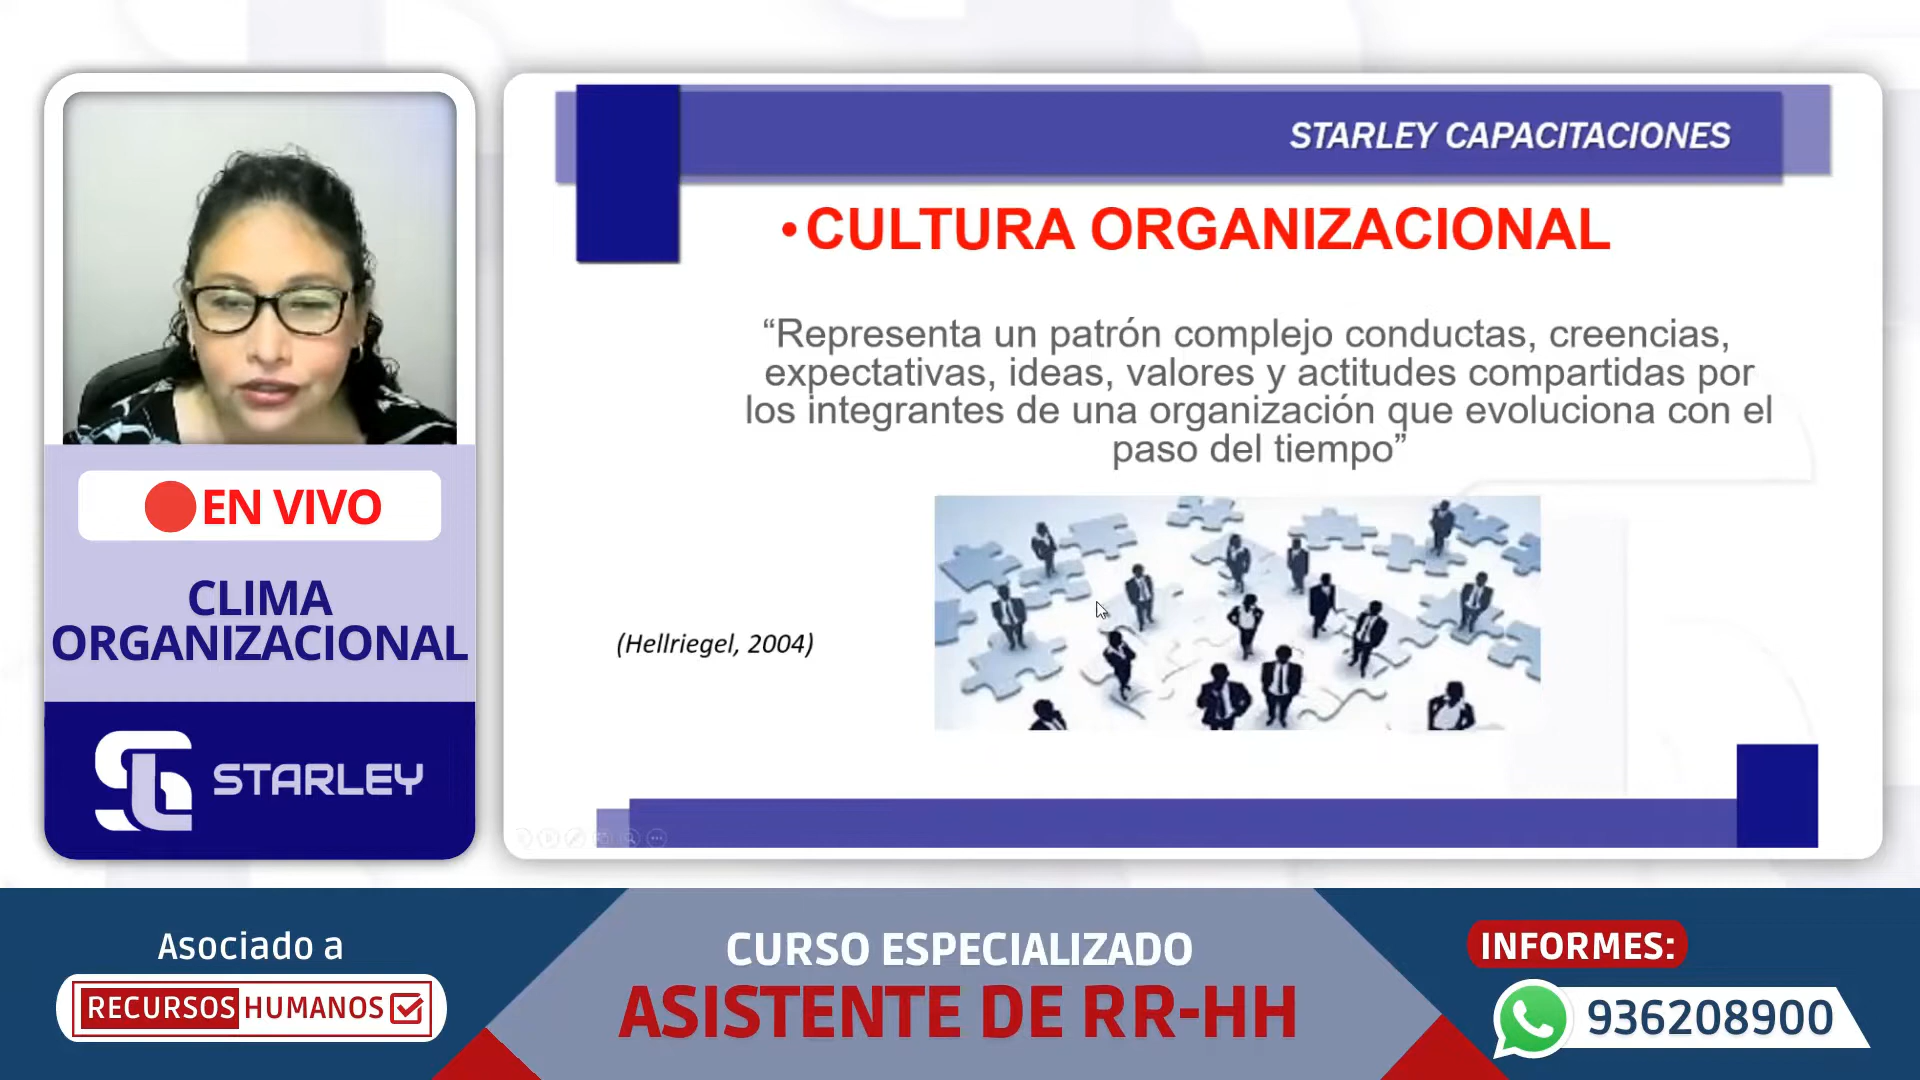 STARLEY CAPACITACIONES
•CULTURA ORGANIZACIONAL
“Representa un patrón complejo conductas, creencias,
expectativas, ideas, valores y actitudes compartidas por
los integrantes de una organización que evoluciona con el
paso del tiempo”
(Hellriegel, 2004)
EN VIVO
CLIMA
ORGANIZACIONAL
STARLEY
Asociado a
RECURSOS HUMANOS
CURSO ESPECIALIZADO
ASISTENTE DE RR-HH
INFORMES:
936208900